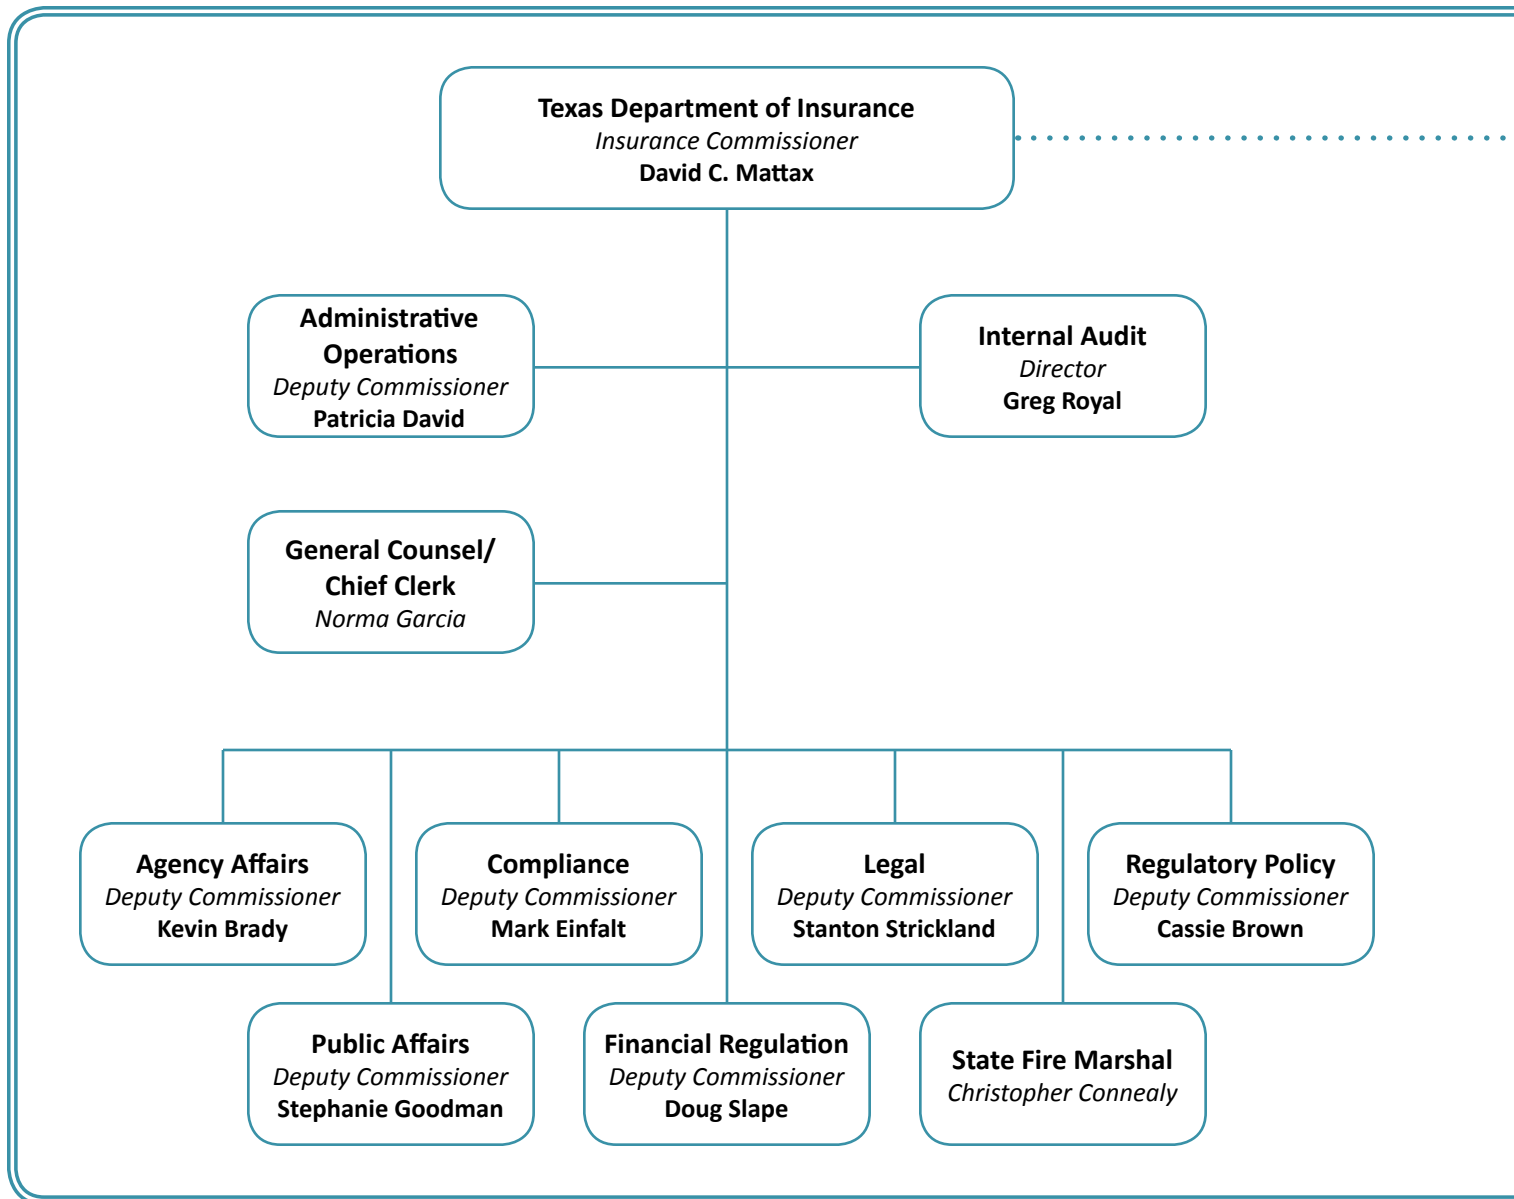 Texas Department of Insurance
Insurance Commissioner
David C. Mattax
Administrative
Operations
Deputy Commissioner
Patricia David
Internal Audit
Director
Greg Royal
General Counsel/
Chief Clerk
Norma Garcia
Agency Affairs
Deputy Commissioner
Kevin Brady
Compliance
Deputy Commissioner
Mark Einfalt
Legal
Deputy Commissioner
Stanton Strickland
Regulatory Policy
Deputy Commissioner
Cassie Brown
Public Affairs
Deputy Commissioner
Stephanie Goodman
Financial Regulation
Deputy Commissioner
Doug Slape
State Fire Marshal
Christopher Connealy